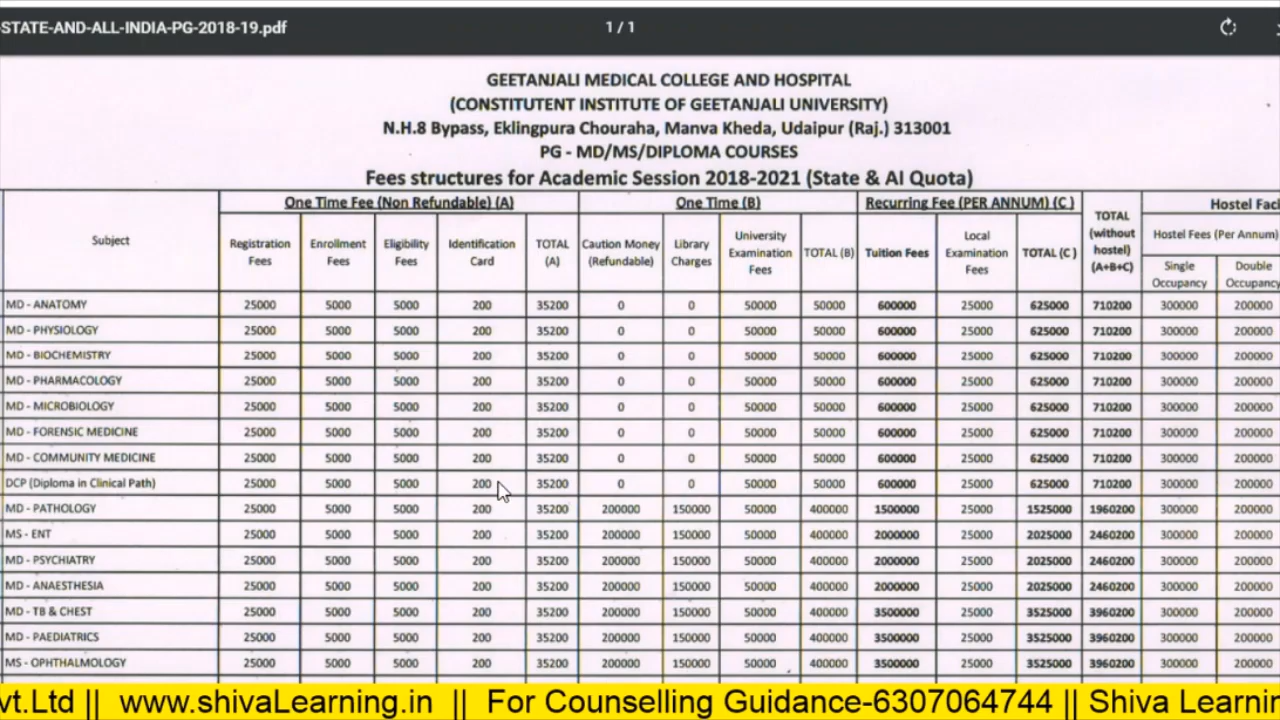 -STATE-AND-ALL-INDIA-PG-2018-19.pdf 1 / 1
GEETANJALI MEDICAL COLLEGE AND HOSPITAL
(CONSTITUTENT INSTITUTE OF GEETANJALI UNIVERSITY)
N.H.8 Bypass, Eklingpura Chouraha, Manva Kheda, Udaipur (Raj.) 313001
PG - MD/MS/DIPLOMA COURSES
Fees structures for Academic Session 2018-2021 (State & AI Quota)
Subject One Time Fee (Non Refundable) (A) One Time (B) Recurring Fee (PER ANNUM) (C ) TOTAL (without hostel) (A+B+C) Hostel Faci
Hostel Fees (Per Annum)
Registration Fees Enrollment Fees Eligibility Fees Identification Card TOTAL (A) Caution Money (Refundable) Library Charges University Examination Fees TOTAL (B) Tuition Fees Local Examination Fees TOTAL (C ) Single Occupancy Double Occupancy
MD - ANATOMY 25000 5000 5000 200 35200 0 0 50000 50000 600000 25000 625000 710200 300000 200000
MD - PHYSIOLOGY 25000 5000 5000 200 35200 0 0 50000 50000 600000 25000 625000 710200 300000 200000
MD - BIOCHEMISTRY 25000 5000 5000 200 35200 0 0 50000 50000 600000 25000 625000 710200 300000 200000
MD - PHARMACOLOGY 25000 5000 5000 200 35200 0 0 50000 50000 600000 25000 625000 710200 300000 200000
MD - MICROBIOLOGY 25000 5000 5000 200 35200 0 0 50000 50000 600000 25000 625000 710200 300000 200000
MD - FORENSIC MEDICINE 25000 5000 5000 200 35200 0 0 50000 50000 600000 25000 625000 710200 300000 200000
MD - COMMUNITY MEDICINE 25000 5000 5000 200 35200 0 0 50000 50000 600000 25000 625000 710200 300000 200000
DCP (Diploma in Clinical Path) 25000 5000 5000 200 35200 0 0 50000 50000 600000 25000 625000 710200 300000 200000
MD - PATHOLOGY 25000 5000 5000 200 35200 200000 150000 50000 400000 1500000 25000 1525000 1960200 300000 200000
MS - ENT 25000 5000 5000 200 35200 200000 150000 50000 400000 2000000 25000 2025000 2460200 300000 200000
MD - PSYCHIATRY 25000 5000 5000 200 35200 200000 150000 50000 400000 2000000 25000 2025000 2460200 300000 200000
MD - ANAESTHESIA 25000 5000 5000 200 35200 200000 150000 50000 400000 2000000 25000 2025000 2460200 300000 200000
MD - TB & CHEST 25000 5000 5000 200 35200 200000 150000 50000 400000 3500000 25000 3525000 3960200 300000 200000
MD - PAEDIATRICS 25000 5000 5000 200 35200 200000 150000 50000 400000 3500000 25000 3525000 3960200 300000 200000
MS - OPHTHALMOLOGY 25000 5000 5000 200 35200 200000 150000 50000 400000 3500000 25000 3525000 3960200 300000 200000
vt.Ltd || www.shivaLearning.in || For Counselling Guidance-6307064744 || Shiva Learnin